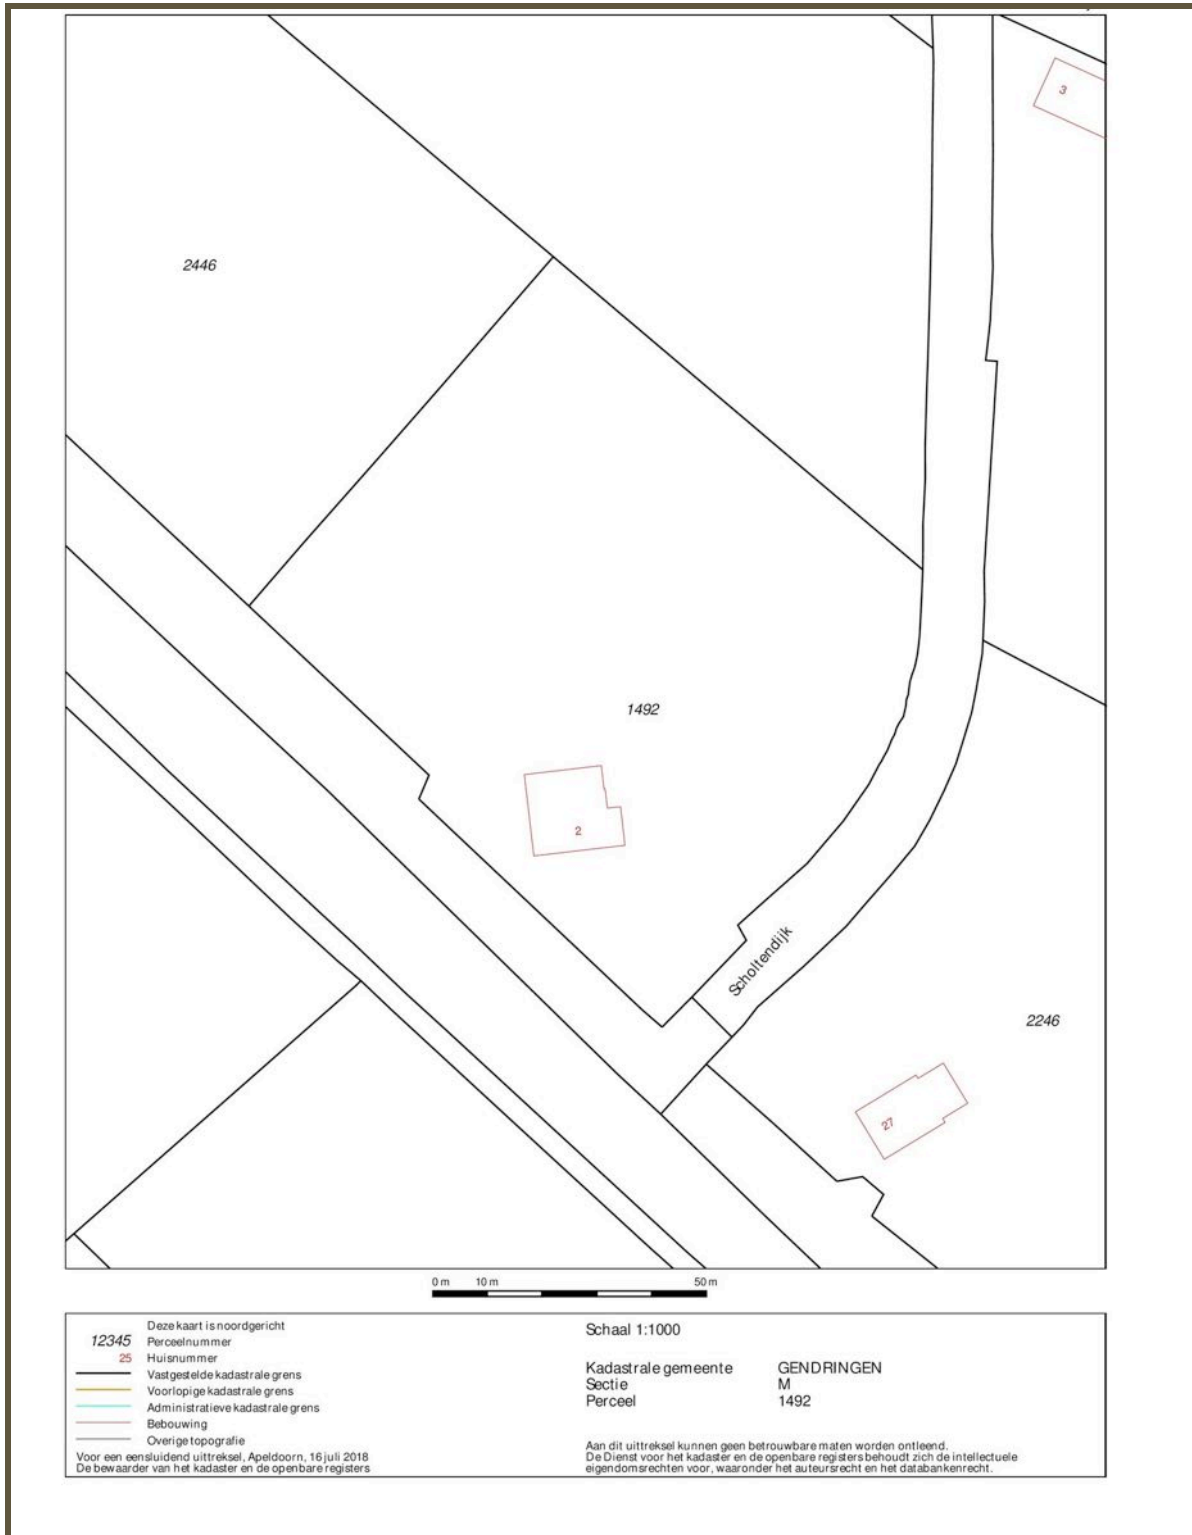 3
2446
1492
2
Scholtendijk
2246
27
0 m 10 m 50 m
Deze kaart is noordgericht
12345 Perceelnummer
25 Huisnummer
Vastgestelde kadastrale grens
Voorlopige kadastrale grens
Administratieve kadastrale grens
Bebouwing
Overige topografie
Voor een eensluidend uittreksel, Apeldoorn, 16 juli 2018
De bewaarder van het kadaster en de openbare registers
Schaal 1:1000
Kadastrale gemeente GENDRINGEN
Sectie M
Perceel 1492
Aan dit uittreksel kunnen geen betrouwbare maten worden ontleend.
De Dienst voor het kadaster en de openbare registers behoudt zich de intellectuele
eigendomsrechten voor, waaronder het auteursrecht en het databankenrecht.